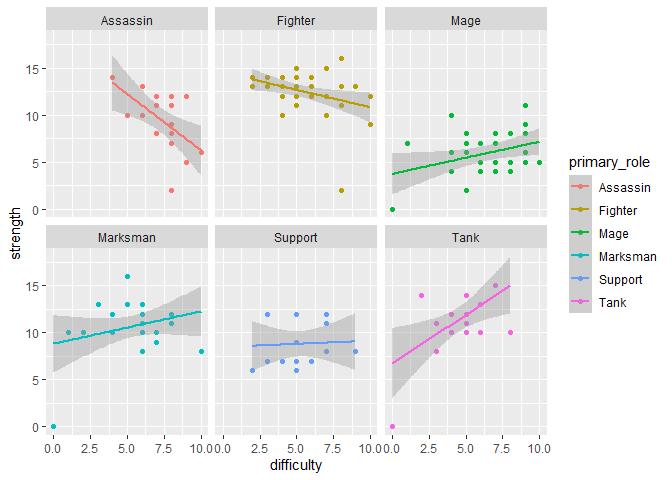 Assassin Fighter Mage
15
10
5
0
strength
primary_role
Assassin
Fighter
Mage
Marksman
Support
Tank
Marksman Support Tank
15
10
5
0
0.0 2.5 5.0 7.5 10.0 0.0 2.5 5.0 7.5 10.0 0.0 2.5 5.0 7.5 10.0
difficulty